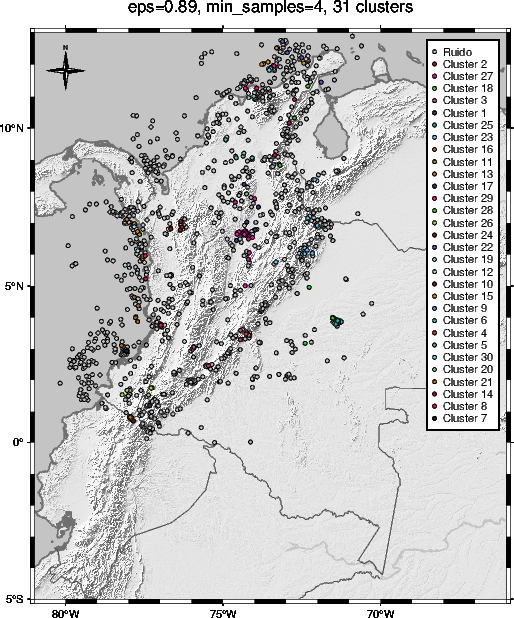 eps=0.89, min_samples=4, 31 clusters
N
Ruido
Cluster 2
Cluster 27
Cluster 18
Cluster 3
Cluster 1
Cluster 25
Cluster 23
Cluster 16
Cluster 11
Cluster 13
Cluster 17
Cluster 29
Cluster 28
Cluster 26
Cluster 24
Cluster 22
Cluster 19
Cluster 12
Cluster 10
Cluster 15
Cluster 9
Cluster 6
Cluster 4
Cluster 5
Cluster 30
Cluster 20
Cluster 21
Cluster 14
Cluster 8
Cluster 7
10°N
5°N
0°
5°S
80°W
75°W
70°W